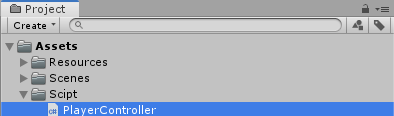 Project
Create
Assets
Resources
Scenes
Scipt
PlayerController